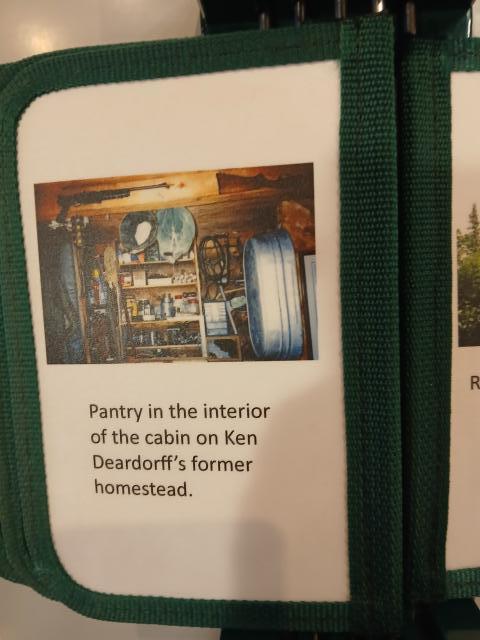 Pantry in the interior
of the cabin on Ken
Deardorff's former
homestead.
R